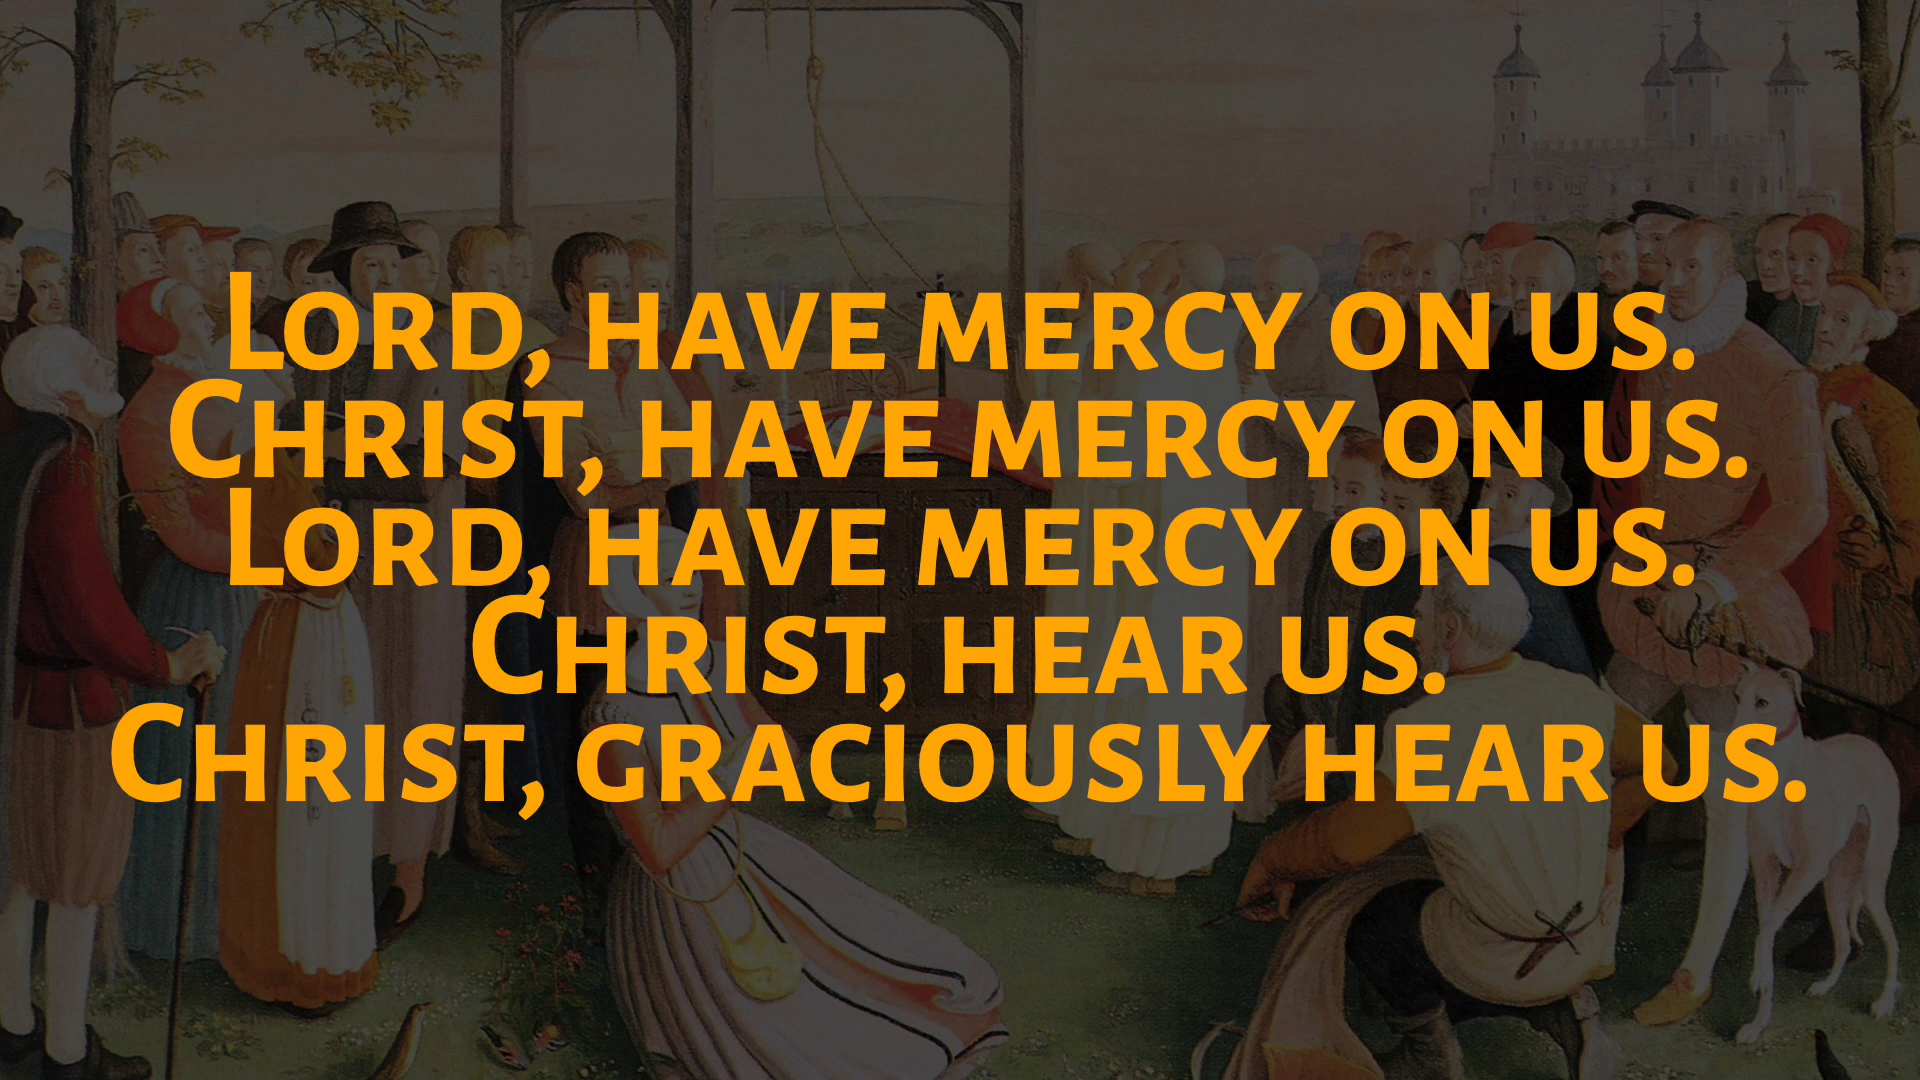 Lord, have mercy on us.
Christ, have mercy on us.
Lord, have mercy on us.
Christ, hear us.
Christ, graciously hear us.